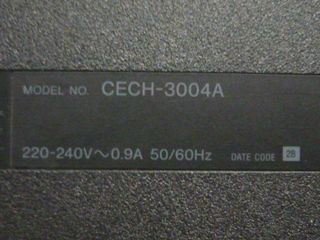 MODEL NO. CECH-3004A
220-240V~0.9A 50/60Hz DATE CODE 2B